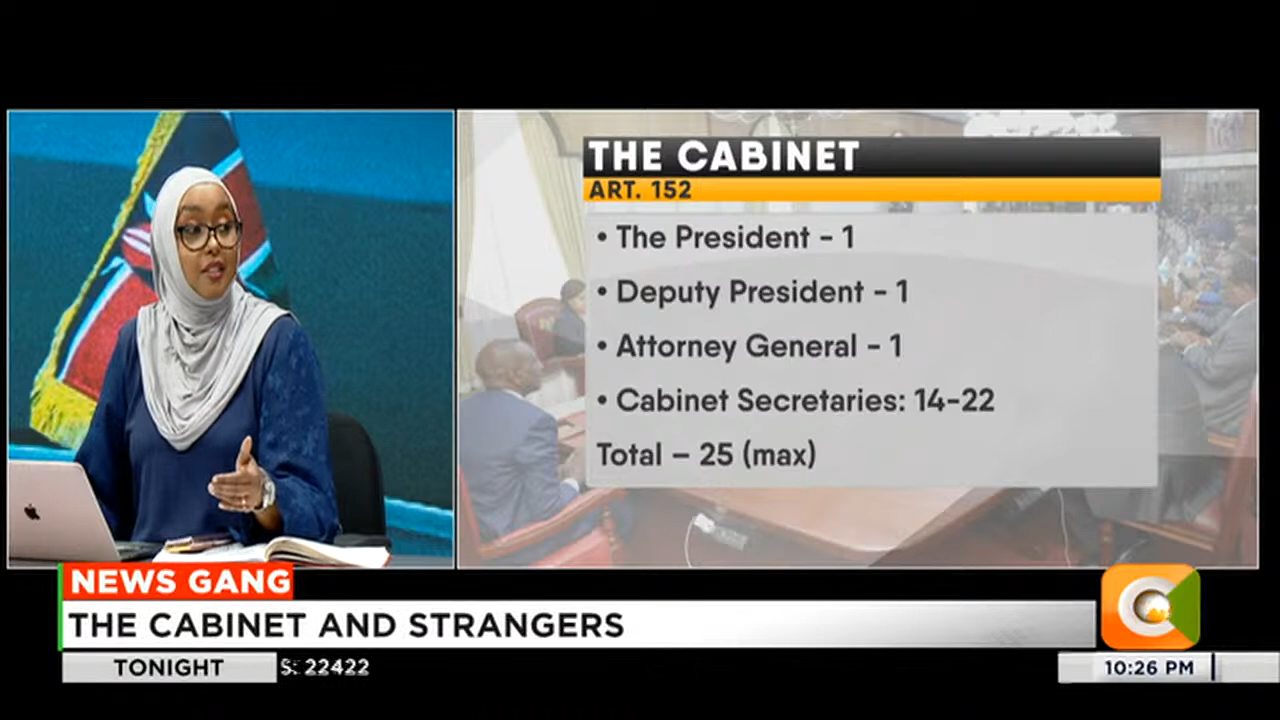 THE CABINET
ART. 152
• The President – 1
• Deputy President – 1
• Attorney General – 1
• Cabinet Secretaries: 14-22
Total – 25 (max)
NEWS GANG
THE CABINET AND STRANGERS
TONIGHT
S: 22422
10:26 PM